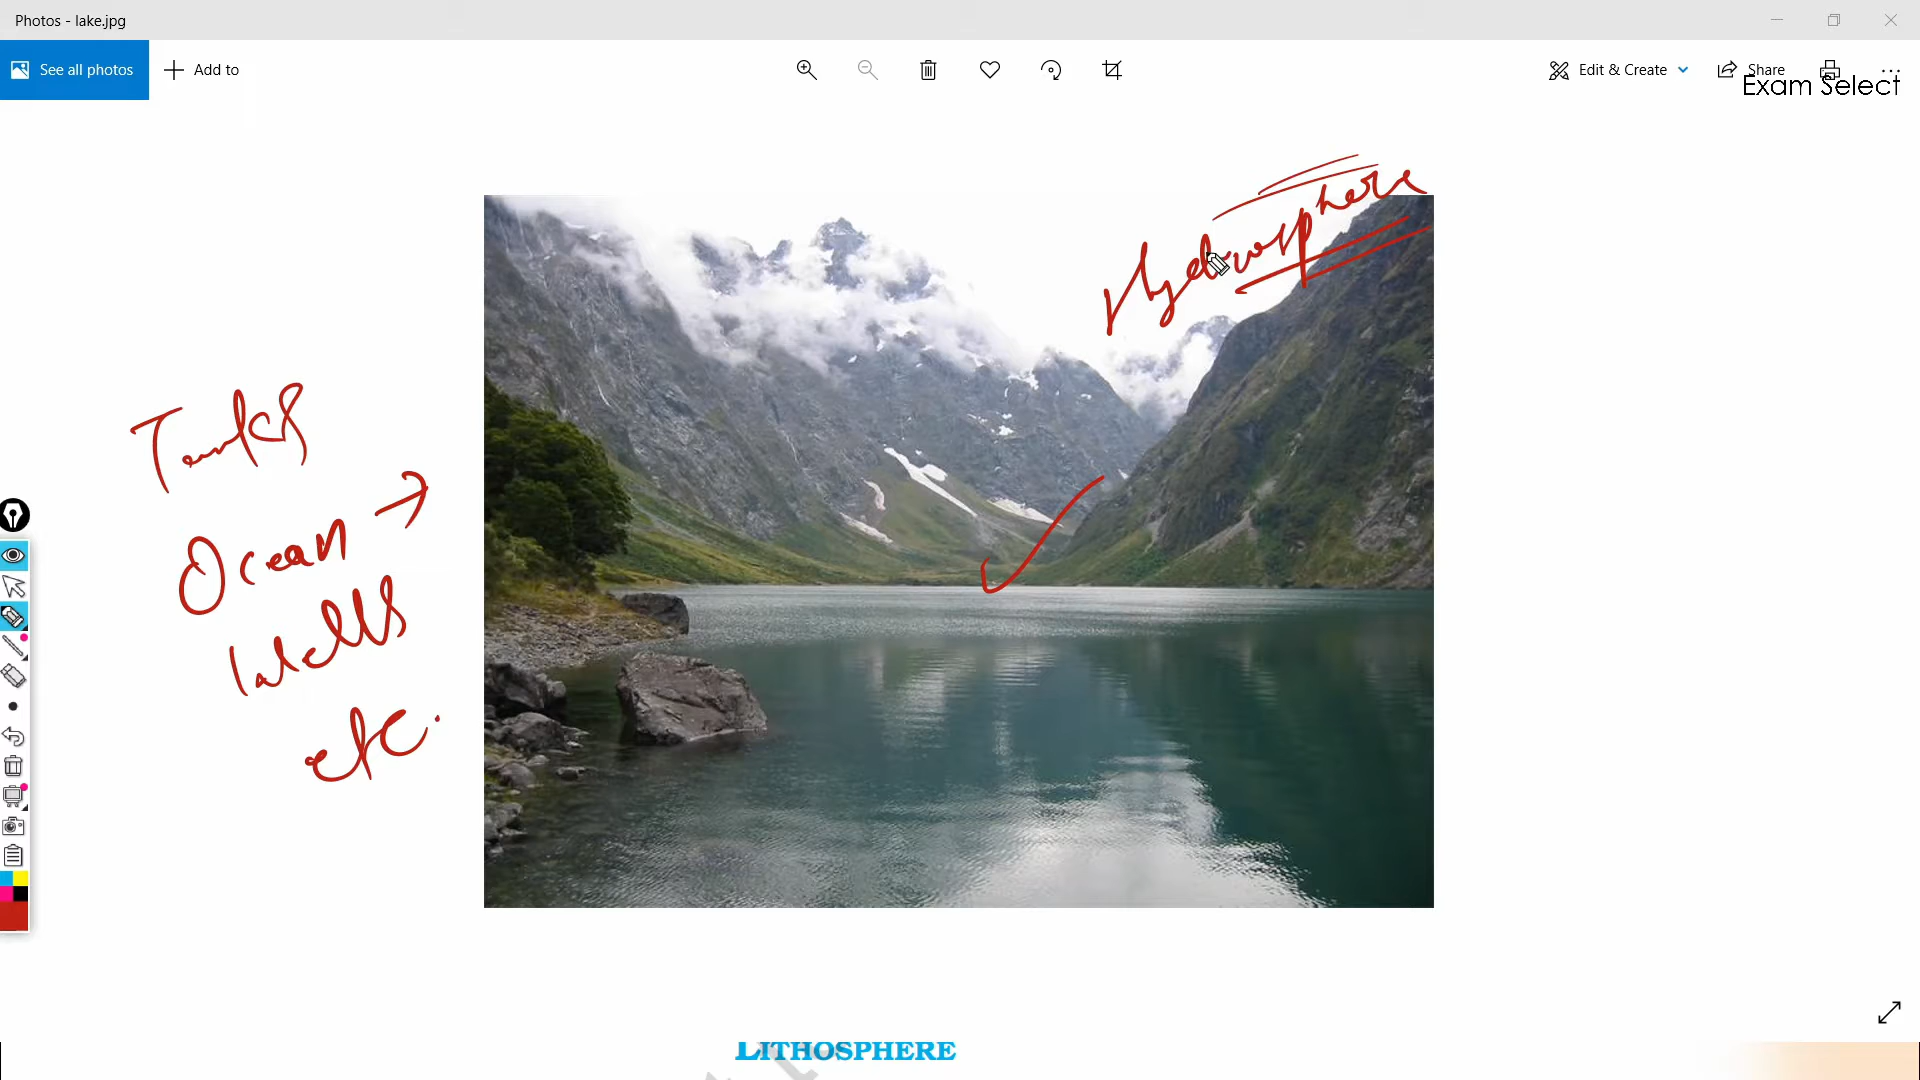 Photos - lake.jpg
See all photos
Add to
Edit & Create
Share
Exam Select
Hydrosphere
Tanks
Ocean →
Wells
etc.
LITHOSPHERE